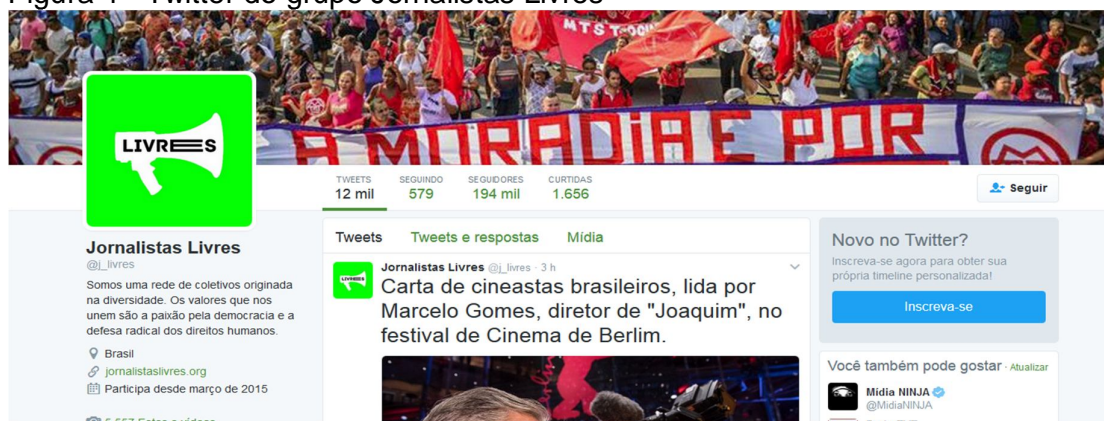 Figura 4 - Twitter do grupo Jornalistas Livres
MTST
A MORADIA E POR
LIVRES
TWEETS SEGUINDO SEGUIDORES CURTIDAS
12 mil 579 194 mil 1.656
Seguir
Jornalistas Livres
@j_livres
Somos uma rede de coletivos originada
na diversidade. Os valores que nos
unem são a paixão pela democracia e a
defesa radical dos direitos humanos.
Brasil
jornalistaslivres.org
Participa desde março de 2015
Tweets Tweets e respostas Mídia
Jornalistas Livres @j_livres · 3 h
Carta de cineastas brasileiros, lida por
Marcelo Gomes, diretor de "Joaquim", no
festival de Cinema de Berlim.
Novo no Twitter?
Inscreva-se agora para obter sua
própria timeline personalizada!
Inscreva-se
Você também pode gostar · Atualizar
Mídia NINJA
@MidiaNINJA